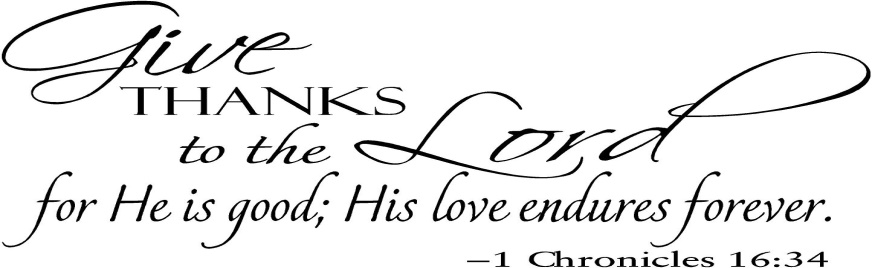 Give
THANKS
to the Lord
for He is good; His love endures forever.
–1 Chronicles 16:34